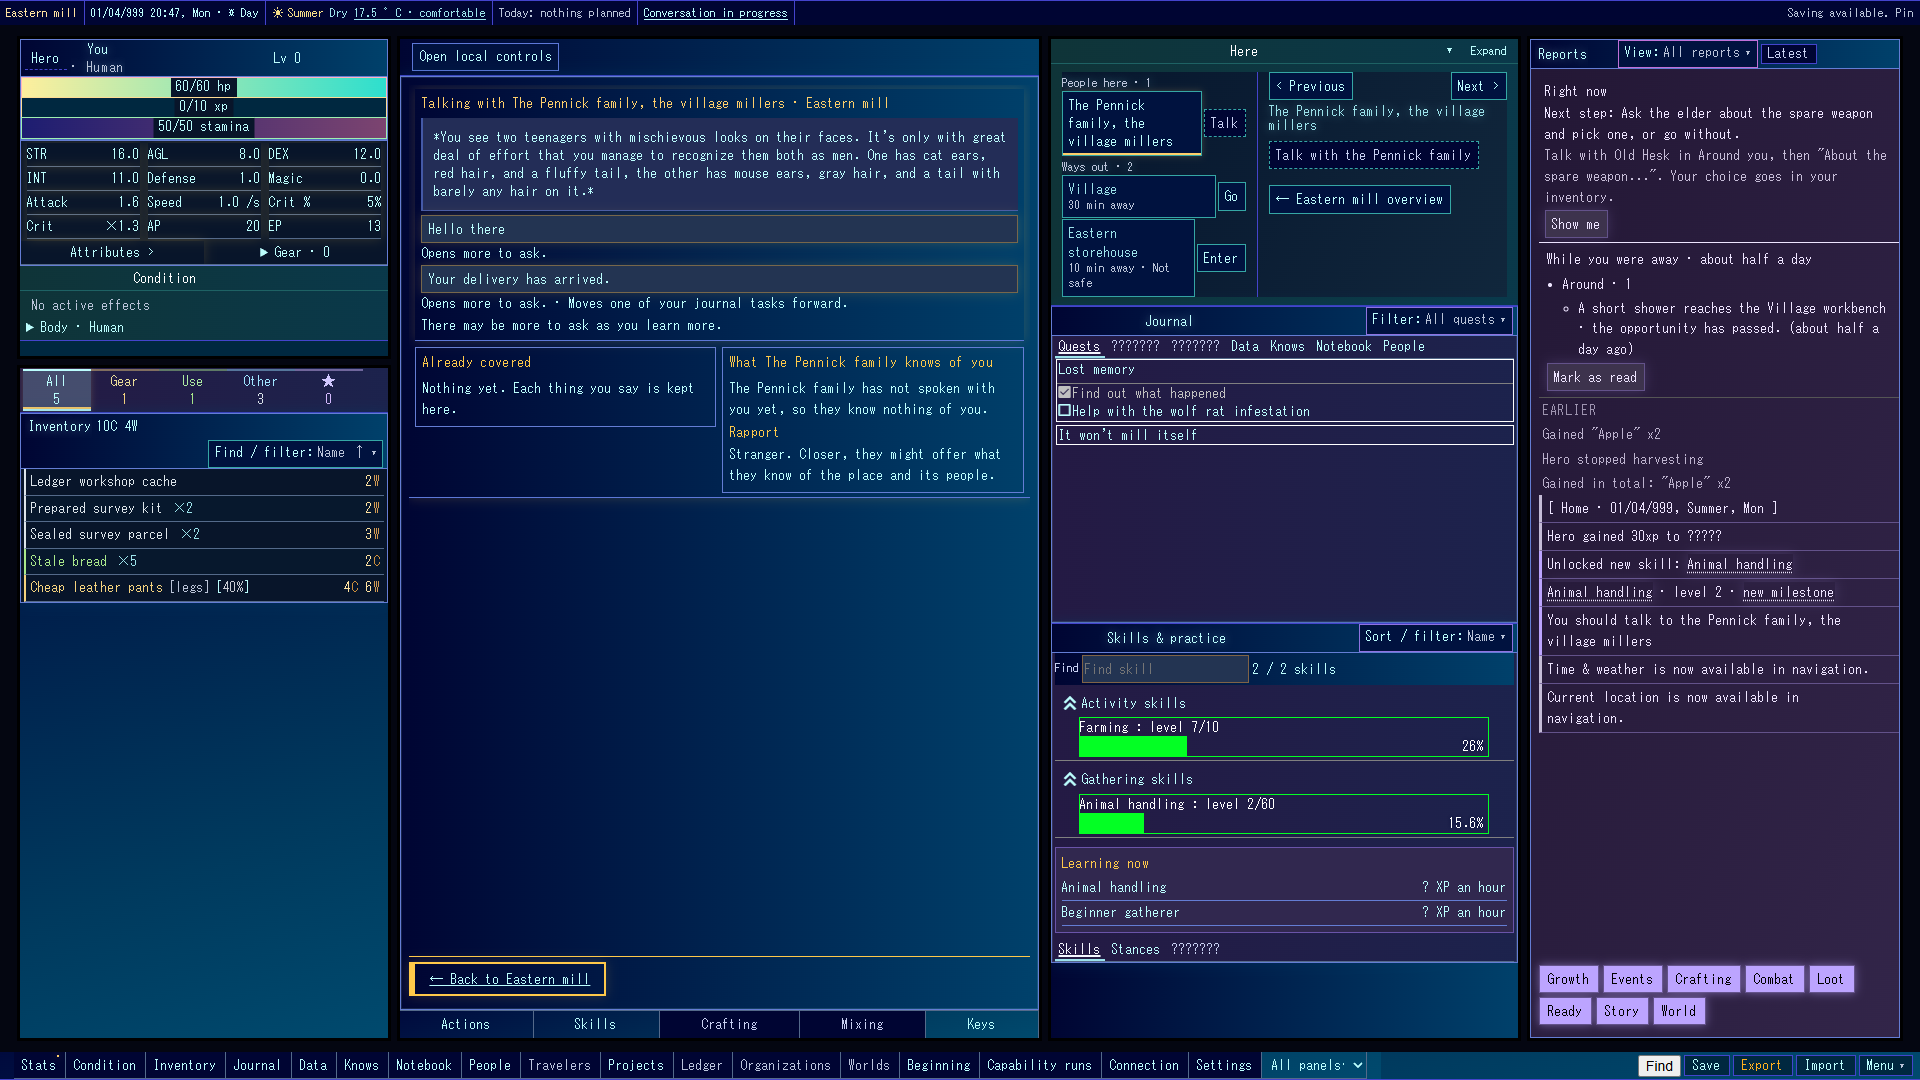 Eastern mill
01/04/999 20:47, Mon · ☀ Day
☀ Summer Dry 17.5 ° C · comfortable
Today: nothing planned
Conversation in progress
Saving available. Pin
Hero · You
Human
Lv 0
60/60 hp
0/10 xp
50/50 stamina
STR 16.0 AGL 8.0 DEX 12.0
INT 11.0 Defense 1.0 Magic 0.0
Attack 1.6 Speed 1.0 /s Crit % 5%
Crit ×1.3 AP 20 EP 13
Attributes >
▶ Gear · 0
Condition
No active effects
▶ Body · Human
All 5
Gear 1
Use 1
Other 3
★ 0
Inventory 10C 4W
Find / filter: Name ↑ ▾
Ledger workshop cache 2W
Prepared survey kit ×2 2W
Sealed survey parcel ×2 3W
Stale bread ×5 2C
Cheap leather pants [legs] [40%] 4C 6W
Open local controls
Talking with The Pennick family, the village millers · Eastern mill
*You see two teenagers with mischievous looks on their faces. It's only with great
deal of effort that you manage to recognize them both as men. One has cat ears,
red hair, and a fluffy tail, the other has mouse ears, gray hair, and a tail with
barely any hair on it.*
Hello there
Opens more to ask.
Your delivery has arrived.
Opens more to ask. · Moves one of your journal tasks forward.
There may be more to ask as you learn more.
Already covered
Nothing yet. Each thing you say is kept
here.
What The Pennick family knows of you
The Pennick family has not spoken with
you yet, so they know nothing of you.
Rapport
Stranger. Closer, they might offer what
they know of the place and its people.
← Back to Eastern mill
Actions
Skills
Crafting
Mixing
Keys
Here
▾ Expand
People here · 1
The Pennick
family, the
village millers
Talk
Ways out · 2
Village
30 min away
Go
Eastern
storehouse
10 min away · Not
safe
Enter
< Previous
Next >
The Pennick family, the village
millers
Talk with the Pennick family
← Eastern mill overview
Journal
Filter: All quests ▾
Quests ??????? ??????? Data Knows Notebook People
Lost memory
Find out what happened
Help with the wolf rat infestation
It won't mill itself
Skills & practice
Sort / filter: Name ▾
Find Find skill 2 / 2 skills
Activity skills
Farming : level 7/10
26%
Gathering skills
Animal handling : level 2/60
15.6%
Learning now
Animal handling ? XP an hour
Beginner gatherer ? XP an hour
Skills Stances ???????
Reports
View: All reports ▾
Latest
Right now
Next step: Ask the elder about the spare weapon
and pick one, or go without.
Talk with Old Hesk in Around you, then "About the
spare weapon...". Your choice goes in your
inventory.
Show me
While you were away · about half a day
• Around · 1
◦ A short shower reaches the Village workbench
· the opportunity has passed. (about half a
day ago)
Mark as read
EARLIER
Gained "Apple" x2
Hero stopped harvesting
Gained in total: "Apple" x2
[ Home · 01/04/999, Summer, Mon ]
Hero gained 30xp to ?????
Unlocked new skill: Animal handling
Animal handling · level 2 · new milestone
You should talk to the Pennick family, the
village millers
Time & weather is now available in navigation.
Current location is now available in
navigation.
Growth
Events
Crafting
Combat
Loot
Ready
Story
World
Stats
Condition
Inventory
Journal
Data
Knows
Notebook
People
Travelers
Projects
Ledger
Organizations
Worlds
Beginning
Capability runs
Connection
Settings
All panels·
Find
Save
Export
Import
Menu ▾